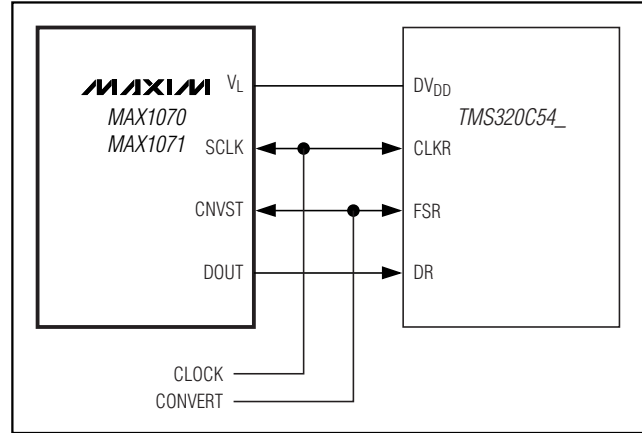 MAXIM VL DVDD
MAX1070 TMS320C54_
MAX1071
SCLK CLKR
CNVST FSR
DOUT DR
CLOCK
CONVERT